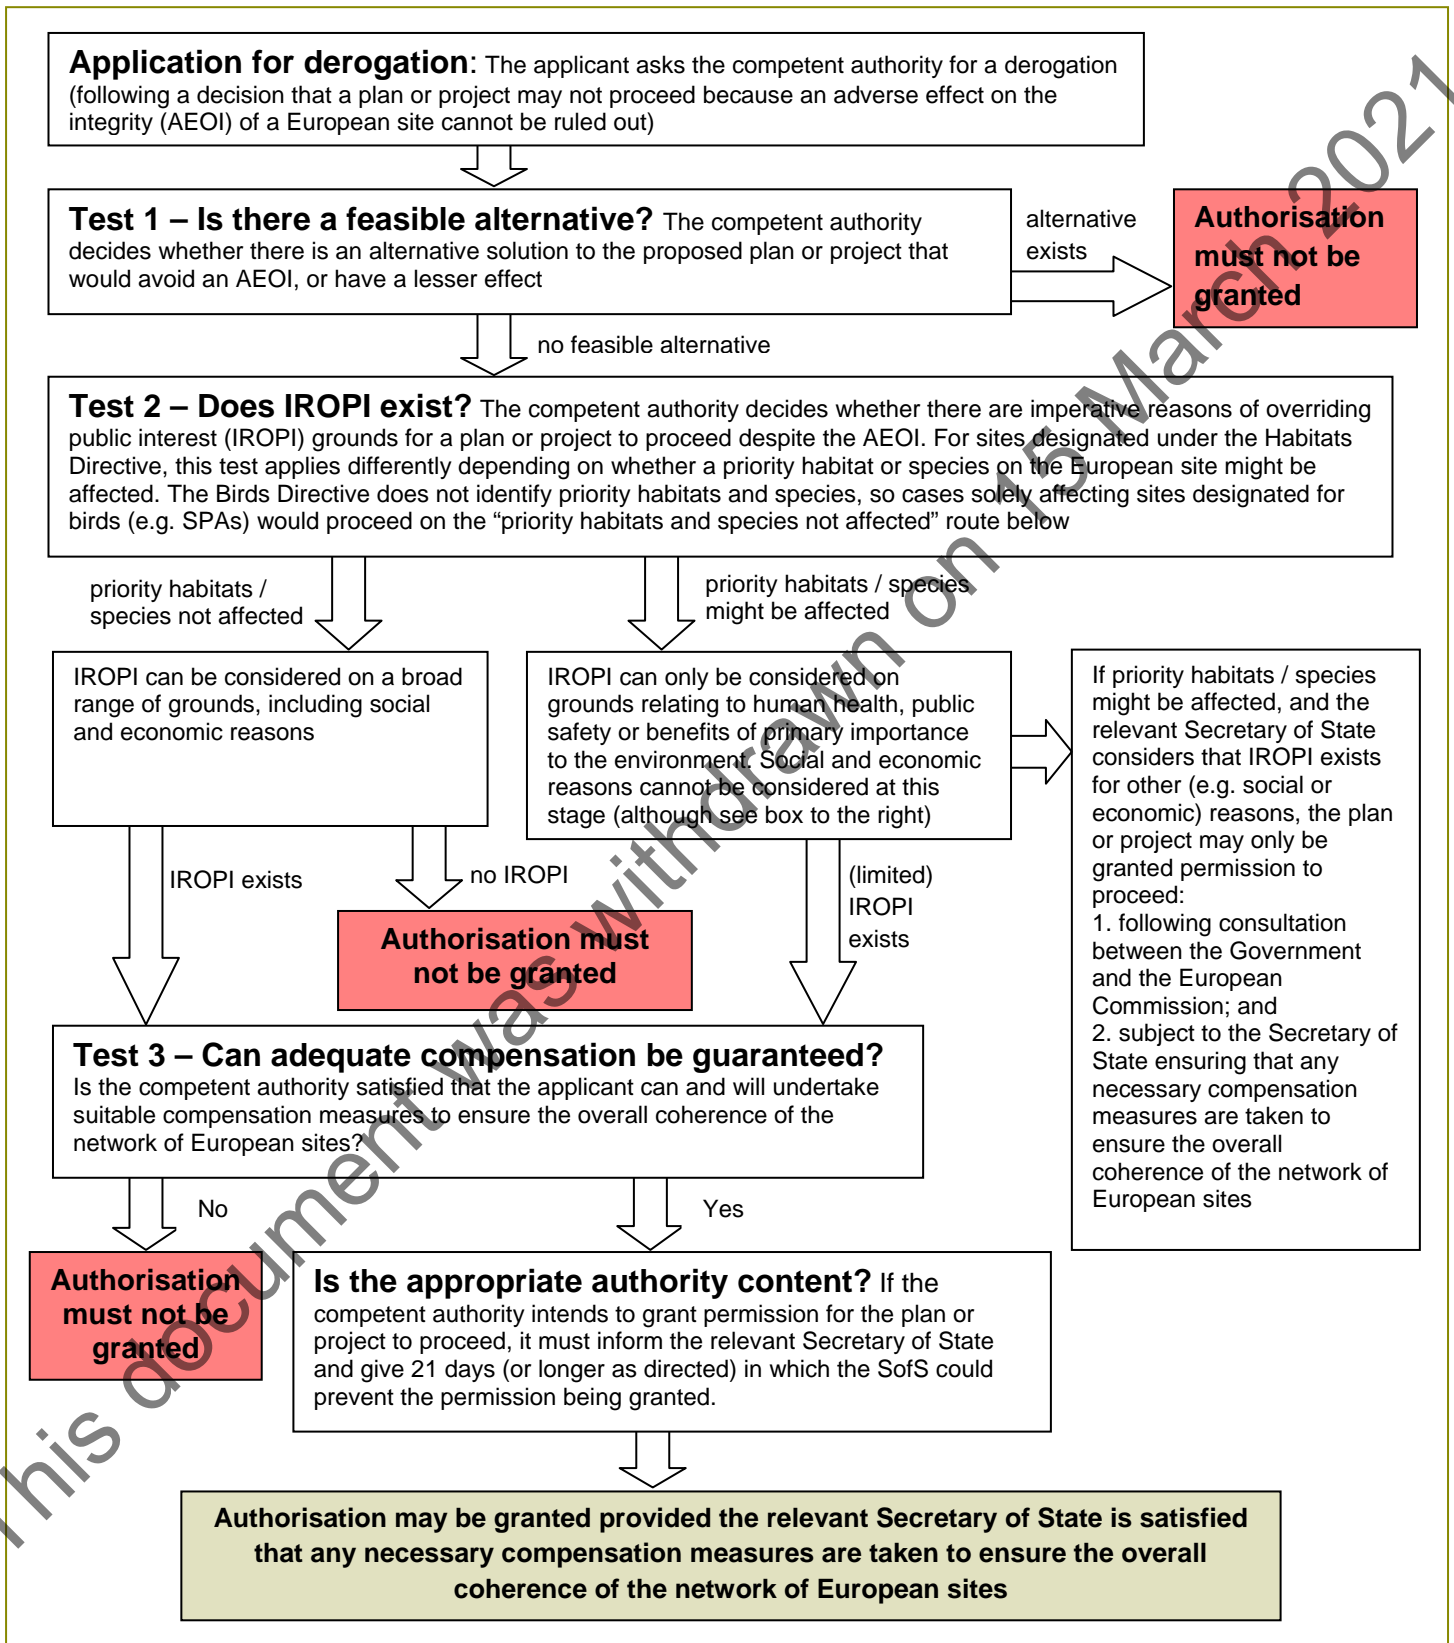 Application for derogation: The applicant asks the competent authority for a derogation
(following a decision that a plan or project may not proceed because an adverse effect on the
integrity (AEOI) of a European site cannot be ruled out)
Test 1 – Is there a feasible alternative? The competent authority
decides whether there is an alternative solution to the proposed plan or project that
would avoid an AEOI, or have a lesser effect
alternative
exists
Authorisation
must not be
granted
no feasible alternative
Test 2 – Does IROPI exist? The competent authority decides whether there are imperative reasons of overriding
public interest (IROPI) grounds for a plan or project to proceed despite the AEOI. For sites designated under the Habitats
Directive, this test applies differently depending on whether a priority habitat or species on the European site might be
affected. The Birds Directive does not identify priority habitats and species, so cases solely affecting sites designated for
birds (e.g. SPAs) would proceed on the “priority habitats and species not affected” route below
priority habitats /
species not affected
priority habitats / species
might be affected
IROPI can be considered on a broad
range of grounds, including social
and economic reasons
IROPI can only be considered on
grounds relating to human health, public
safety or benefits of primary importance
to the environment. Social and economic
reasons cannot be considered at this
stage (although see box to the right)
If priority habitats / species
might be affected, and the
relevant Secretary of State
considers that IROPI exists
for other (e.g. social or
economic) reasons, the plan
or project may only be
granted permission to
proceed:
1. following consultation
between the Government
and the European
Commission; and
2. subject to the Secretary of
State ensuring that any
necessary compensation
measures are taken to
ensure the overall
coherence of the network of
European sites
IROPI exists
no IROPI
(limited)
IROPI
exists
Authorisation must
not be granted
Test 3 – Can adequate compensation be guaranteed?
Is the competent authority satisfied that the applicant can and will undertake
suitable compensation measures to ensure the overall coherence of the
network of European sites?
No
Yes
Authorisation
must not be
granted
Is the appropriate authority content? If the
competent authority intends to grant permission for the plan or
project to proceed, it must inform the relevant Secretary of State
and give 21 days (or longer as directed) in which the SofS could
prevent the permission being granted.
Authorisation may be granted provided the relevant Secretary of State is satisfied
that any necessary compensation measures are taken to ensure the overall
coherence of the network of European sites
This document was withdrawn on 15 March 2021